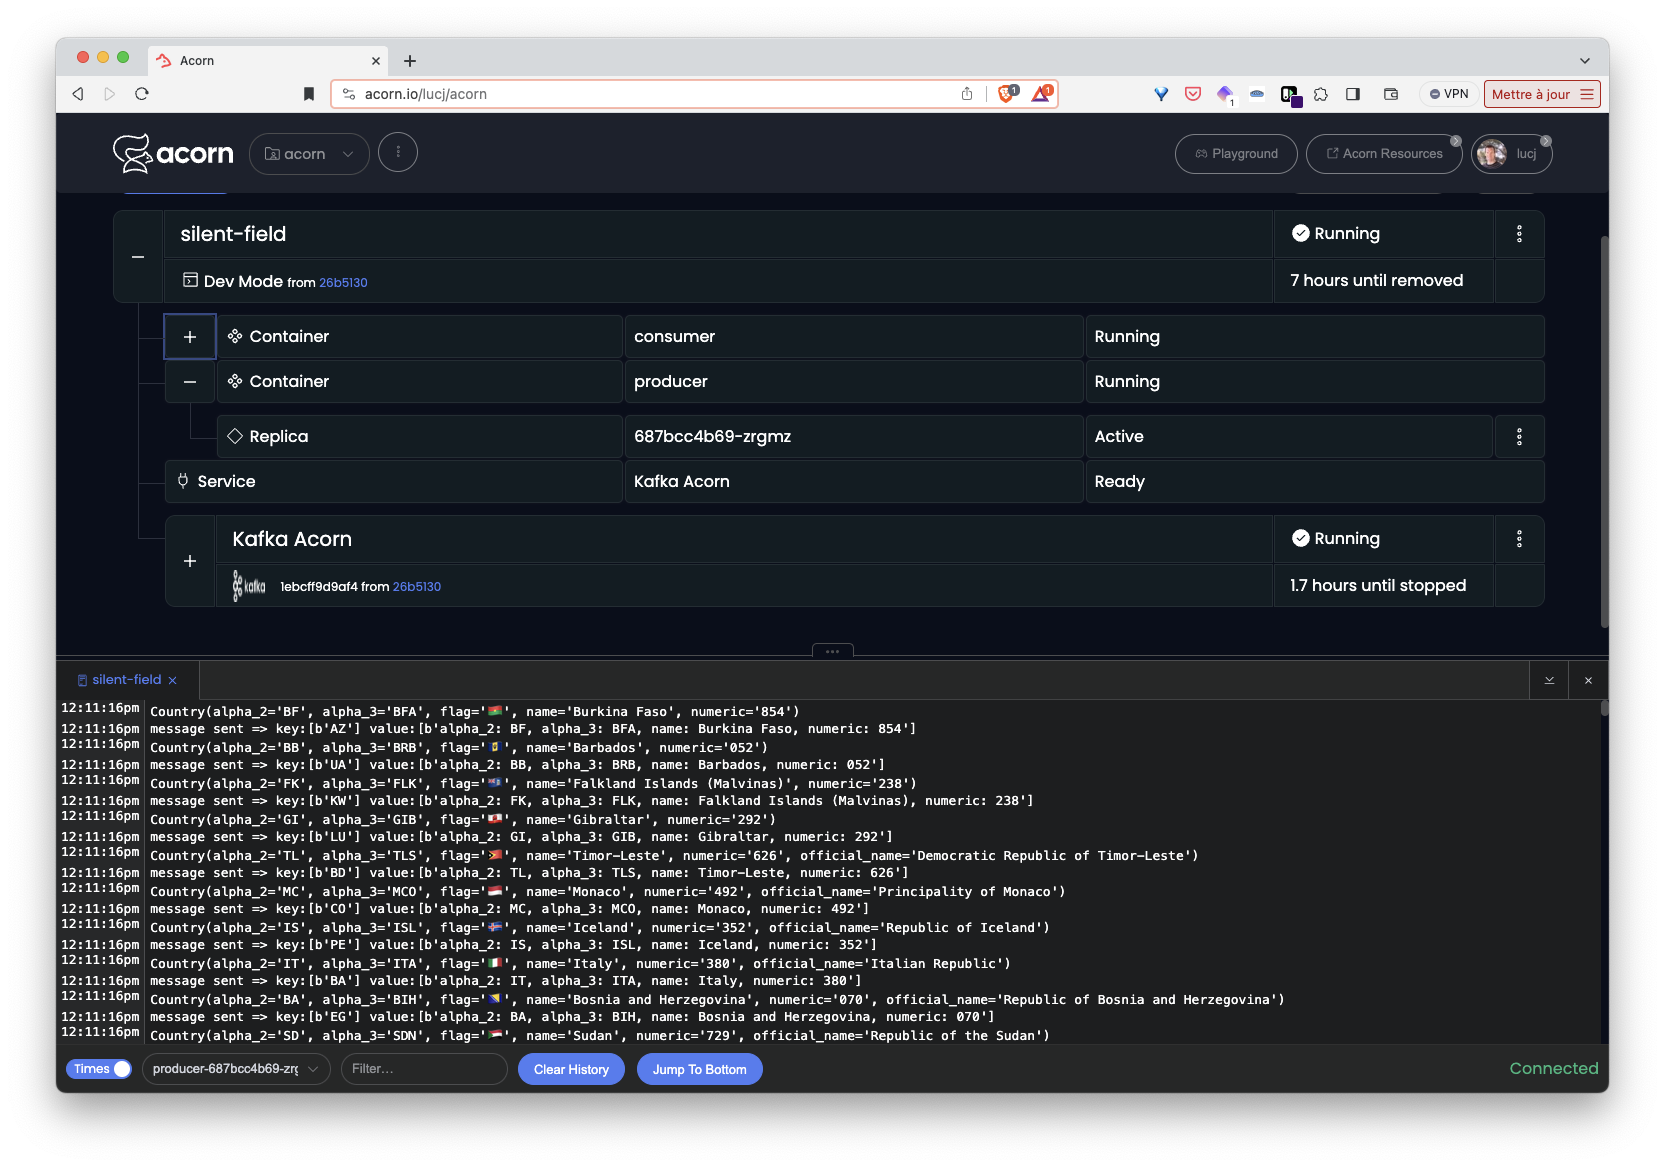 Acorn
acorn.io/lucj/acorn
1
1
1
VPN
Mettre à jour
acorn
acorn
Playground
Acorn Resources
lucj
silent-field
Running
Dev Mode from 26b5130
7 hours until removed
Container
consumer
Running
Container
producer
Running
Replica
687bcc4b69-zrgmz
Active
Service
Kafka Acorn
Ready
Kafka Acorn
Running
kafka
1ebcff9d9af4 from 26b5130
1.7 hours until stopped
silent-field
12:11:16pm Country(alpha_2='BF', alpha_3='BFA', flag='🇧🇫', name='Burkina Faso', numeric='854')
12:11:16pm message sent => key:[b'AZ'] value:[b'alpha_2: BF, alpha_3: BFA, name: Burkina Faso, numeric: 854']
12:11:16pm Country(alpha_2='BB', alpha_3='BRB', flag='🇧🇧', name='Barbados', numeric='052')
12:11:16pm message sent => key:[b'UA'] value:[b'alpha_2: BB, alpha_3: BRB, name: Barbados, numeric: 052']
12:11:16pm Country(alpha_2='FK', alpha_3='FLK', flag='🇫🇰', name='Falkland Islands (Malvinas)', numeric='238')
12:11:16pm message sent => key:[b'KW'] value:[b'alpha_2: FK, alpha_3: FLK, name: Falkland Islands (Malvinas), numeric: 238']
12:11:16pm Country(alpha_2='GI', alpha_3='GIB', flag='🇬🇮', name='Gibraltar', numeric='292')
12:11:16pm message sent => key:[b'LU'] value:[b'alpha_2: GI, alpha_3: GIB, name: Gibraltar, numeric: 292']
12:11:16pm Country(alpha_2='TL', alpha_3='TLS', flag='🇹🇱', name='Timor-Leste', numeric='626', official_name='Democratic Republic of Timor-Leste')
12:11:16pm message sent => key:[b'BD'] value:[b'alpha_2: TL, alpha_3: TLS, name: Timor-Leste, numeric: 626']
12:11:16pm Country(alpha_2='MC', alpha_3='MCO', flag='🇲🇨', name='Monaco', numeric='492', official_name='Principality of Monaco')
12:11:16pm message sent => key:[b'CO'] value:[b'alpha_2: MC, alpha_3: MCO, name: Monaco, numeric: 492']
12:11:16pm Country(alpha_2='IS', alpha_3='ISL', flag='🇮🇸', name='Iceland', numeric='352', official_name='Republic of Iceland')
12:11:16pm message sent => key:[b'PE'] value:[b'alpha_2: IS, alpha_3: ISL, name: Iceland, numeric: 352']
12:11:16pm Country(alpha_2='IT', alpha_3='ITA', flag='🇮🇹', name='Italy', numeric='380', official_name='Italian Republic')
12:11:16pm message sent => key:[b'BA'] value:[b'alpha_2: IT, alpha_3: ITA, name: Italy, numeric: 380']
12:11:16pm Country(alpha_2='BA', alpha_3='BIH', flag='🇧🇦', name='Bosnia and Herzegovina', numeric='070', official_name='Republic of Bosnia and Herzegovina')
12:11:16pm message sent => key:[b'EG'] value:[b'alpha_2: BA, alpha_3: BIH, name: Bosnia and Herzegovina, numeric: 070']
12:11:16pm Country(alpha_2='SD', alpha_3='SDN', flag='🇸🇩', name='Sudan', numeric='729', official_name='Republic of the Sudan')
Times
producer-687bcc4b69-zrg
Filter...
Clear History
Jump To Bottom
Connected